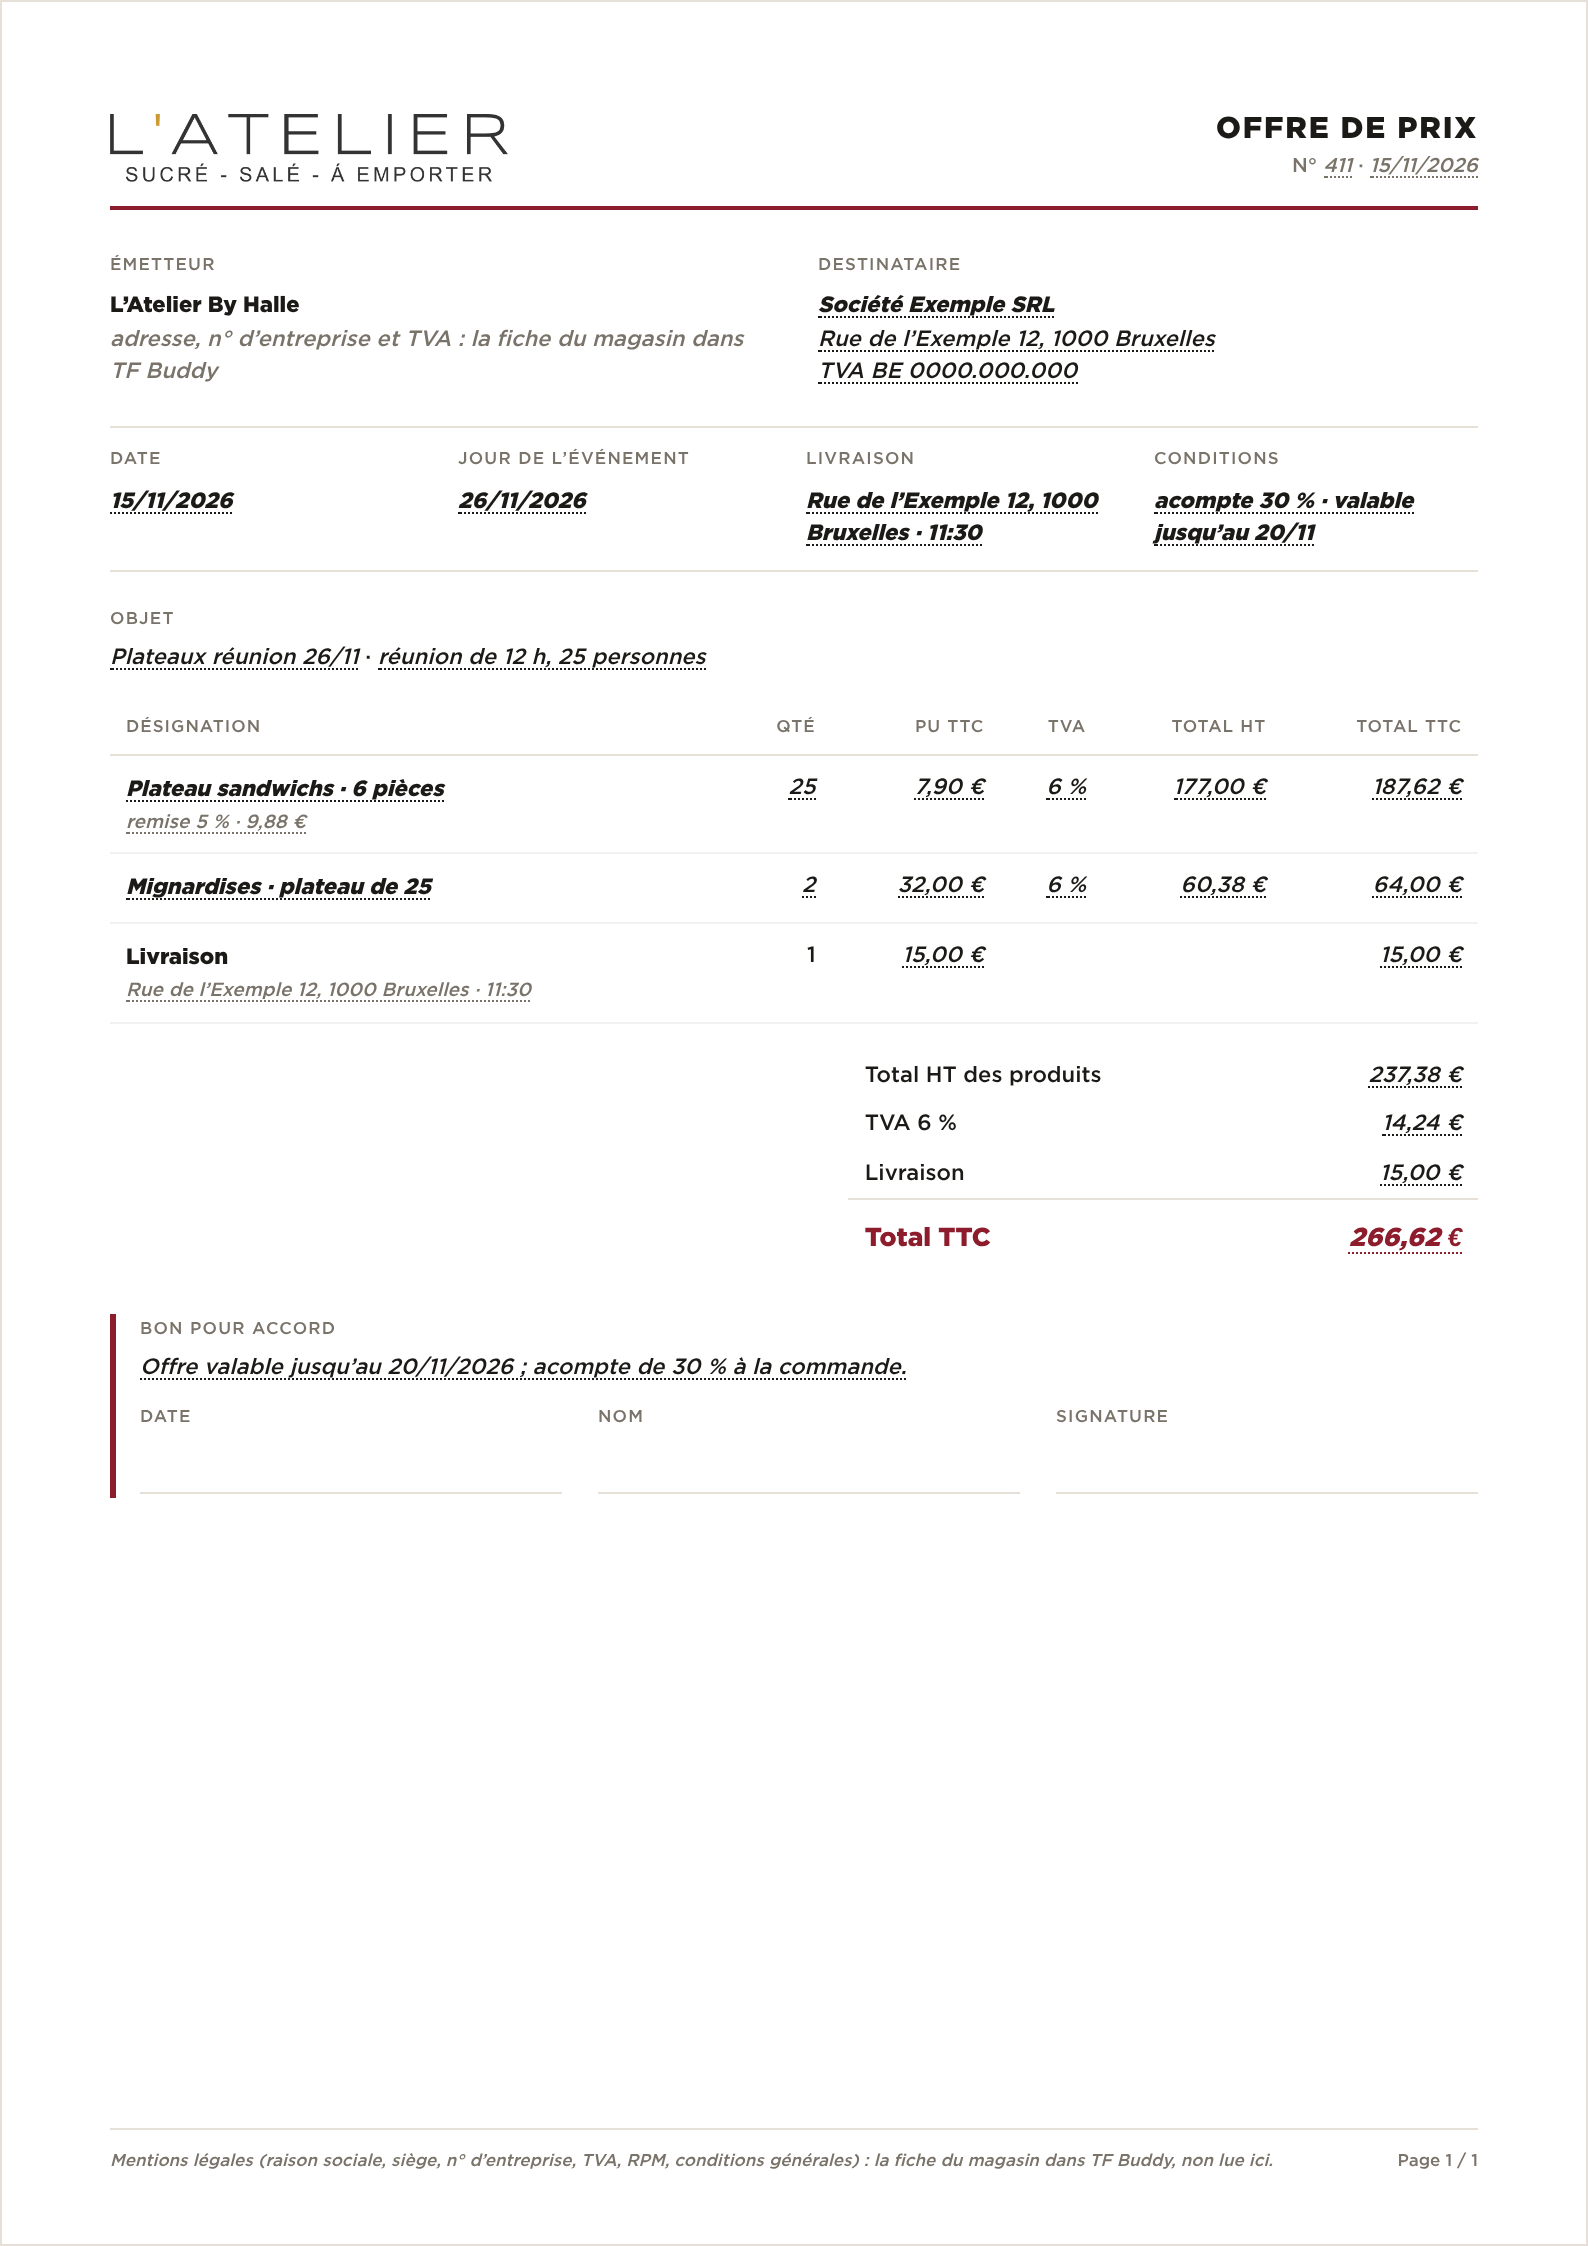 L'ATELIER
SUCRÉ - SALÉ - Á EMPORTER
OFFRE DE PRIX
N° 411 · 15/11/2026
ÉMETTEUR
L’Atelier By Halle
adresse, n° d’entreprise et TVA : la fiche du magasin dans
TF Buddy
DESTINATAIRE
Société Exemple SRL
Rue de l’Exemple 12, 1000 Bruxelles
TVA BE 0000.000.000
DATE
15/11/2026
JOUR DE L’ÉVÉNEMENT
26/11/2026
LIVRAISON
Rue de l’Exemple 12, 1000
Bruxelles · 11:30
CONDITIONS
acompte 30 % · valable
jusqu’au 20/11
OBJET
Plateaux réunion 26/11 · réunion de 12 h, 25 personnes
DÉSIGNATION QTÉ PU TTC TVA TOTAL HT TOTAL TTC
Plateau sandwichs · 6 pièces 25 7,90 € 6 % 177,00 € 187,62 €
remise 5 % · 9,88 €
Mignardises · plateau de 25 2 32,00 € 6 % 60,38 € 64,00 €
Livraison 1 15,00 € 15,00 €
Rue de l’Exemple 12, 1000 Bruxelles · 11:30
Total HT des produits 237,38 €
TVA 6 % 14,24 €
Livraison 15,00 €
Total TTC 266,62 €
BON POUR ACCORD
Offre valable jusqu’au 20/11/2026 ; acompte de 30 % à la commande.
DATE NOM SIGNATURE
Mentions légales (raison sociale, siège, n° d’entreprise, TVA, RPM, conditions générales) : la fiche du magasin dans TF Buddy, non lue ici. Page 1 / 1